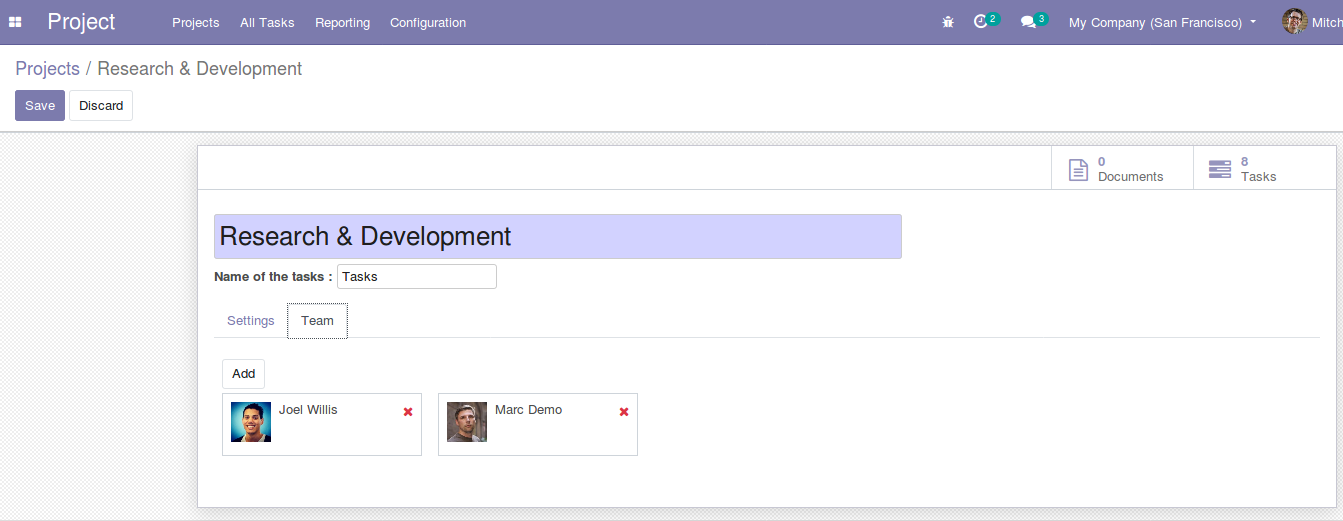 Project Projects All Tasks Reporting Configuration 2 3 My Company (San Francisco) Mitch
Projects / Research & Development
Save Discard
0 Documents
8 Tasks
Research & Development
Name of the tasks : Tasks
Settings Team
Add
Joel Willis Marc Demo